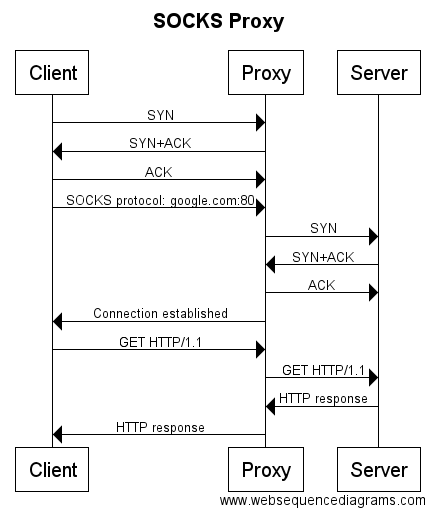 SOCKS Proxy
Client
Proxy
Server
SYN
SYN+ACK
ACK
SOCKS protocol: google.com:80
SYN
SYN+ACK
ACK
Connection established
GET HTTP/1.1
GET HTTP/1.1
HTTP response
HTTP response
Client
Proxy
Server
www.websequencediagrams.com